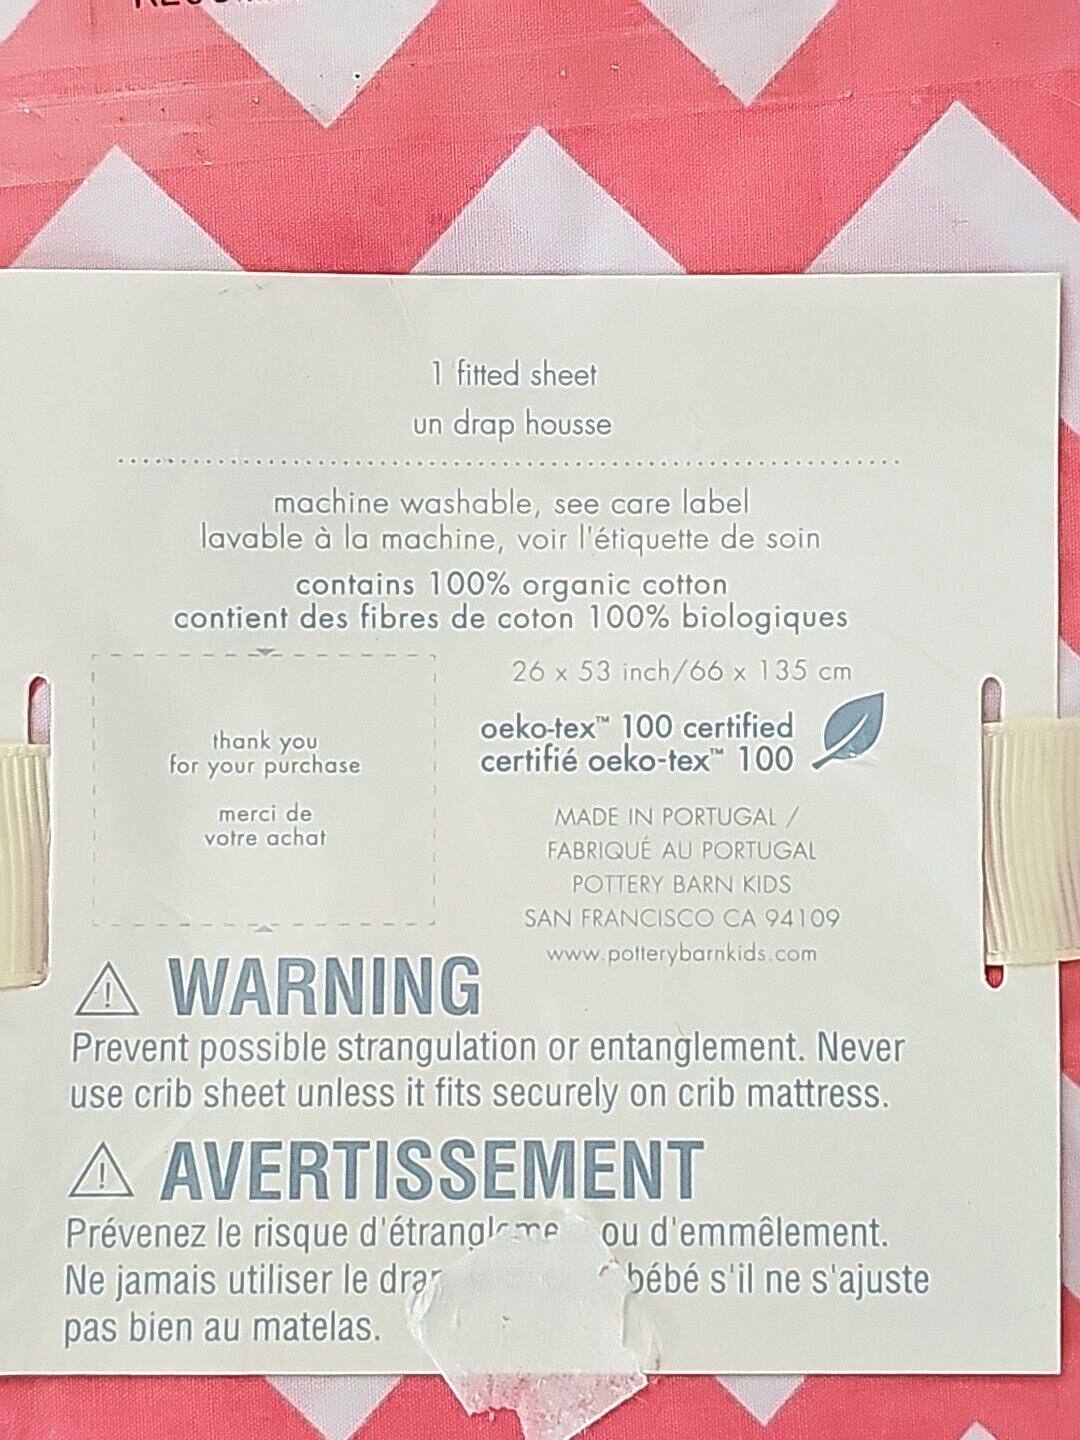 1 fitted sheet
un drap housse
machine washable, see care label
lavable à la machine, voir l'étiquette de soin
contains 100% organic cotton
contient des fibres de coton 100% biologiques
26 x 53 inch/66 x 135 cm
oeko-tex™ 100 certified
certifié oeko-tex™ 100
thank you
for your purchase
merci de
votre achat
MADE IN PORTUGAL /
FABRIQUÉ AU PORTUGAL
POTTERY BARN KIDS
SAN FRANCISCO CA 94109
www.potterybarnkids.com
WARNING
Prevent possible strangulation or entanglement. Never
use crib sheet unless it fits securely on crib mattress.
AVERTISSEMENT
Prévenez le risque ou d'emmêlement.
Ne jamais utiliser le bébé s'il ne s'ajuste
pas bien au matelas.